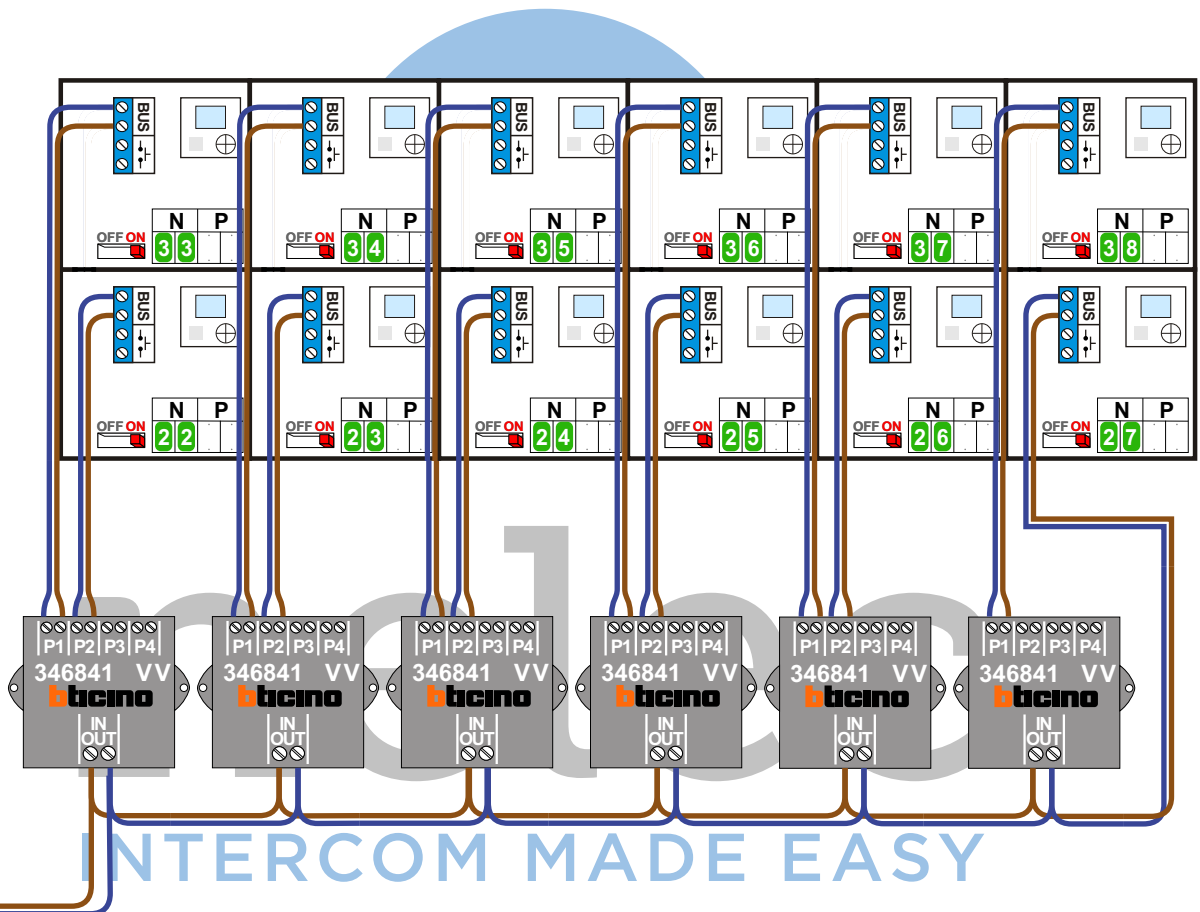 BUS BUS BUS BUS BUS BUS
N P N P N P N P N P N P
OFF ON 3 3 OFF ON 3 4 OFF ON 3 5 OFF ON 3 6 OFF ON 3 7 OFF ON 3 8
BUS BUS BUS BUS BUS BUS
N P N P N P N P N P N P
OFF ON 2 2 OFF ON 2 3 OFF ON 2 4 OFF ON 2 5 OFF ON 2 6 OFF ON 2 7
P1 P2 P3 P4 P1 P2 P3 P4 P1 P2 P3 P4 P1 P2 P3 P4 P1 P2 P3 P4 P1 P2 P3 P4
346841 VV 346841 VV 346841 VV 346841 VV 346841 VV 346841 VV
bticino bticino bticino bticino bticino bticino
IN IN IN IN IN IN
OUT OUT OUT OUT OUT OUT
INTERCOM MADE EASY